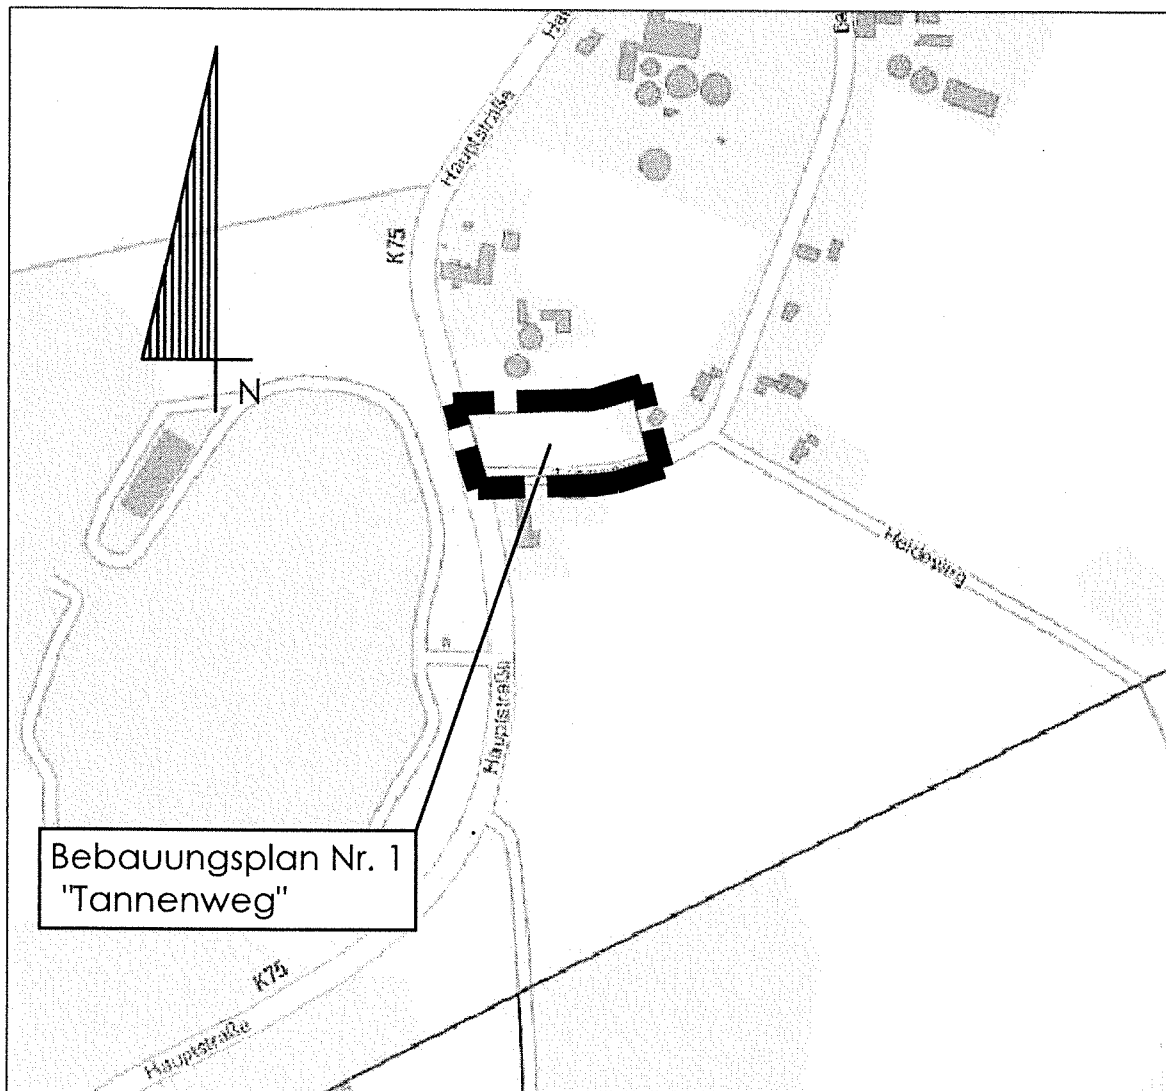 Hauptstraße
K75
N
Heideweg
Hauptstraße
Bebauungsplan Nr. 1
"Tannenweg"
K75
Hauptstraße